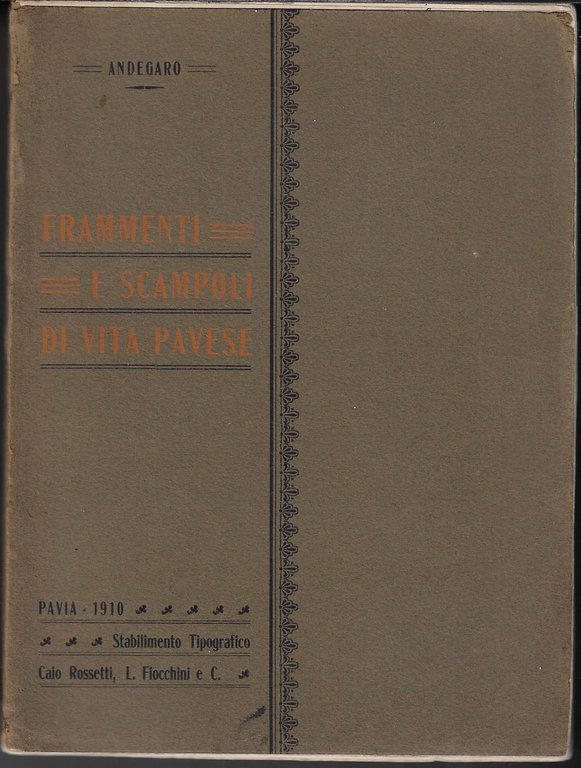 ANDEGARO
FRAMMENTI
E SCAMPOLI
DI VITA PAVESE
PAVIA - 1910
Stabilimento Tipografico
Caio Rossetti, L. Fiocchini e C.